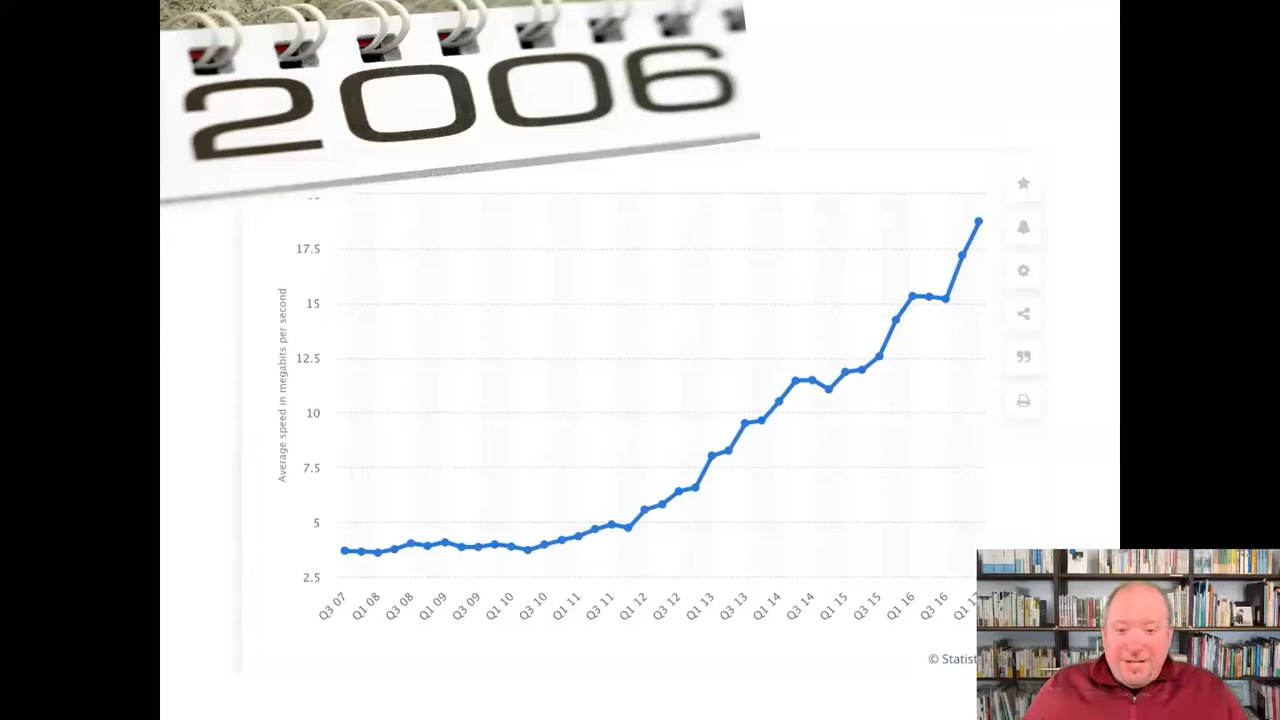 2006
17.5
15
12.5
10
7.5
5
2.5
Average speed in megabits per second
Q3 07
Q1 08
Q3 08
Q1 09
Q3 09
Q1 10
Q3 10
Q1 11
Q3 11
Q1 12
Q3 12
Q1 13
Q3 13
Q1 14
Q3 14
Q1 15
Q3 15
Q1 16
Q3 16
Q1 17
© Statist